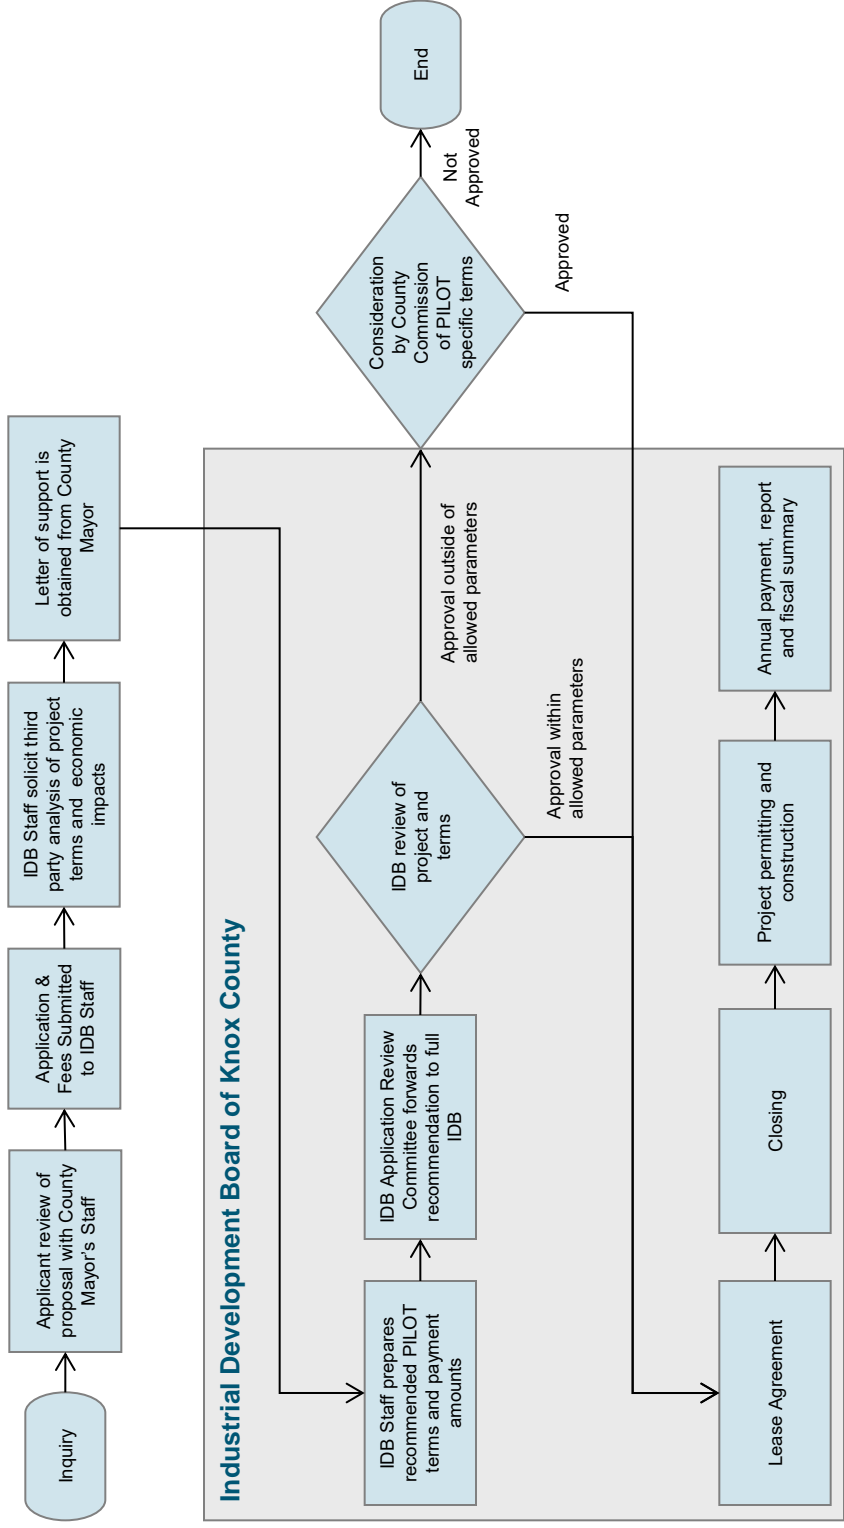 Inquiry
Applicant review of
proposal with County
Mayor's Staff
Application &
Fees Submitted
to IDB Staff
IDB Staff solicit third
party analysis of project
terms and economic
impacts
Letter of support is
obtained from County
Mayor
Industrial Development Board of Knox County
IDB Staff prepares
recommended PILOT
terms and payment
amounts
IDB Application Review
Committee forwards
recommendation to full
IDB
IDB review of
project and
terms
Approval outside of
allowed parameters
Approval within
allowed parameters
Consideration
by County
Commission
of PILOT
specific terms
Not
Approved
End
Approved
Lease Agreement
Closing
Project permitting and
construction
Annual payment, report
and fiscal summary